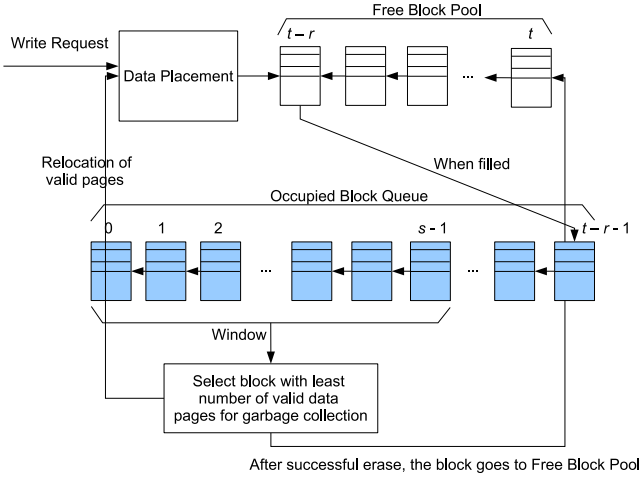 Free Block Pool
Write Request
t–r
t
Data Placement
...
Relocation of
valid pages
When filled
Occupied Block Queue
0
1
2
s - 1
t–r - 1
...
...
Window
Select block with least
number of valid data
pages for garbage collection
After successful erase, the block goes to Free Block Pool